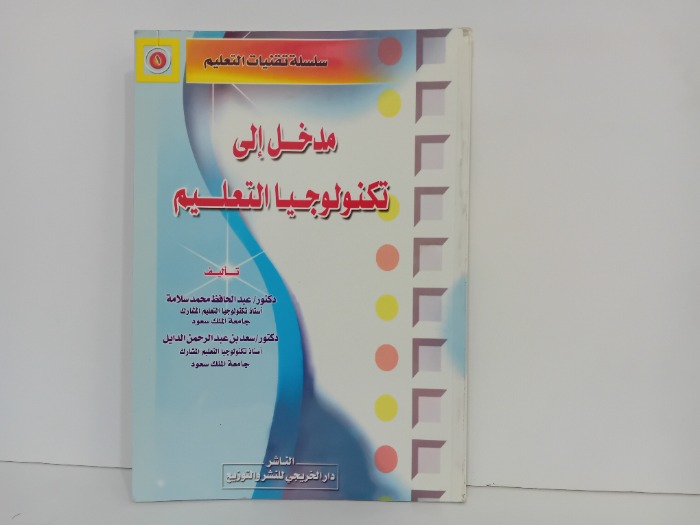 سلسلة تقنيات التعليم
١
مدخل إلى
تكنولوجيا التعليم
تأليف
دكتور/ عبد الحافظ محمد سلامة
أستاذ تكنولوجيا التعليم المشارك
جامعة الملك سعود
دكتور/ سعد بن عبد الرحمن الدايل
أستاذ تكنولوجيا التعليم المشارك
جامعة الملك سعود
الناشر
دار الخريجي للنشر والتوزيع